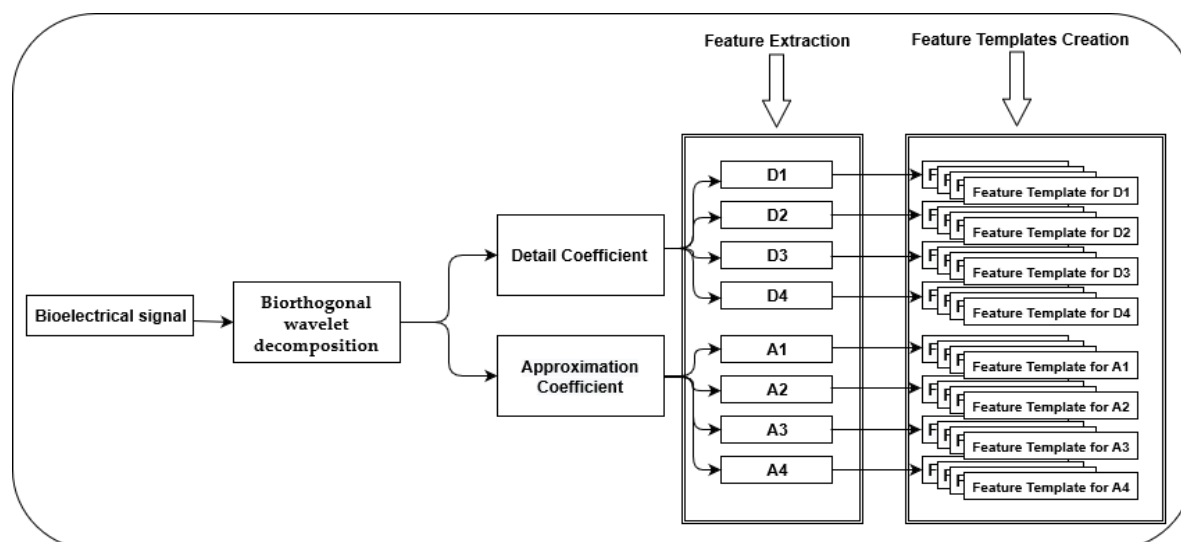 Feature Extraction
Feature Templates Creation
Bioelectrical signal
Biorthogonal
wavelet
decomposition
Detail Coefficient
Approximation
Coefficient
D1
D2
D3
D4
A1
A2
A3
A4
F
F
F
Feature Template for D1
F
F
F
Feature Template for D2
F
F
F
Feature Template for D3
F
F
F
Feature Template for D4
F
F
F
Feature Template for A1
F
F
F
Feature Template for A2
F
F
F
Feature Template for A3
F
F
F
Feature Template for A4